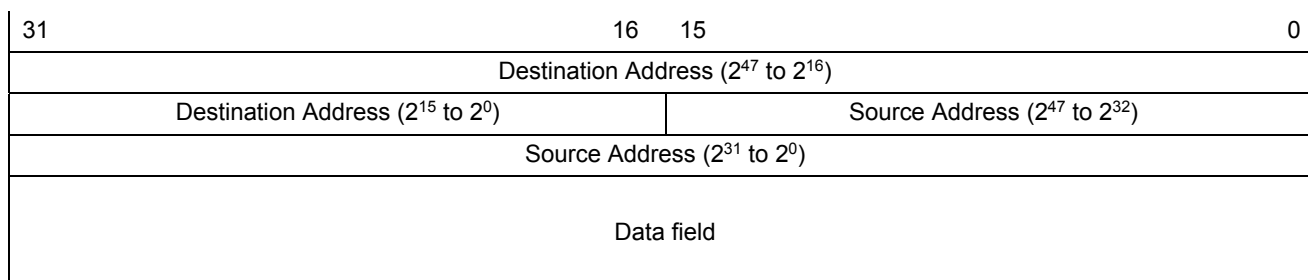 31 16 15 0
Destination Address (2⁴⁷ to 2¹⁶)
Destination Address (2¹⁵ to 2⁰) Source Address (2⁴⁷ to 2³²)
Source Address (2³¹ to 2⁰)
Data field